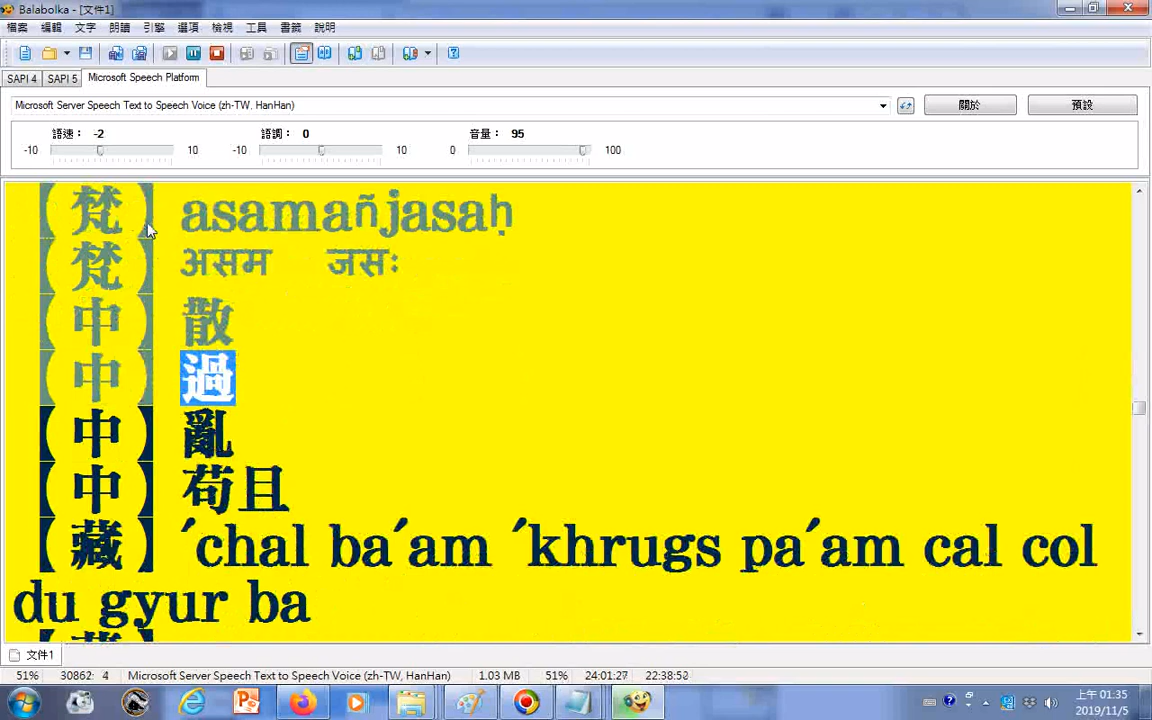 Balabolka - [文件1]
檔案 編輯 文字 朗讀 引擎 選項 檢視 工具 書籤 說明
SAPI 4 SAPI 5 Microsoft Speech Platform
Microsoft Server Speech Text to Speech Voice (zh-TW, HanHan)
關於 預設
語速： -2 語調： 0 音量： 95
-10 10 -10 10 0 100
【梵】 asamañjasaḥ
【梵】 असम जसः
【中】 散
【中】 過
【中】 亂
【中】 苟且
【藏】 ´chal ba´am ´khrugs pa´am cal col
du gyur ba
文件1
51% 30862: 4 Microsoft Server Speech Text to Speech Voice (zh-TW, HanHan) 1.03 MB 51% 24:01:27
上午 01:35
2019/11/5